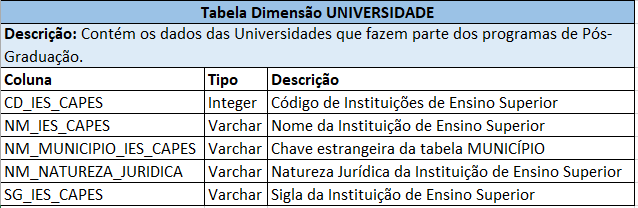 Tabela Dimensão UNIVERSIDADE
Descrição: Contém os dados das Universidades que fazem parte dos programas de Pós-
Graduação.
Coluna Tipo Descrição
CD_IES_CAPES Integer Código de Instituições de Ensino Superior
NM_IES_CAPES Varchar Nome da Instituição de Ensino Superior
NM_MUNICIPIO_IES_CAPES Varchar Chave estrangeira da tabela MUNICÍPIO
NM_NATUREZA_JURIDICA Varchar Natureza Jurídica da Instituição de Ensino Superior
SG_IES_CAPES Varchar Sigla da Instituição de Ensino Superior